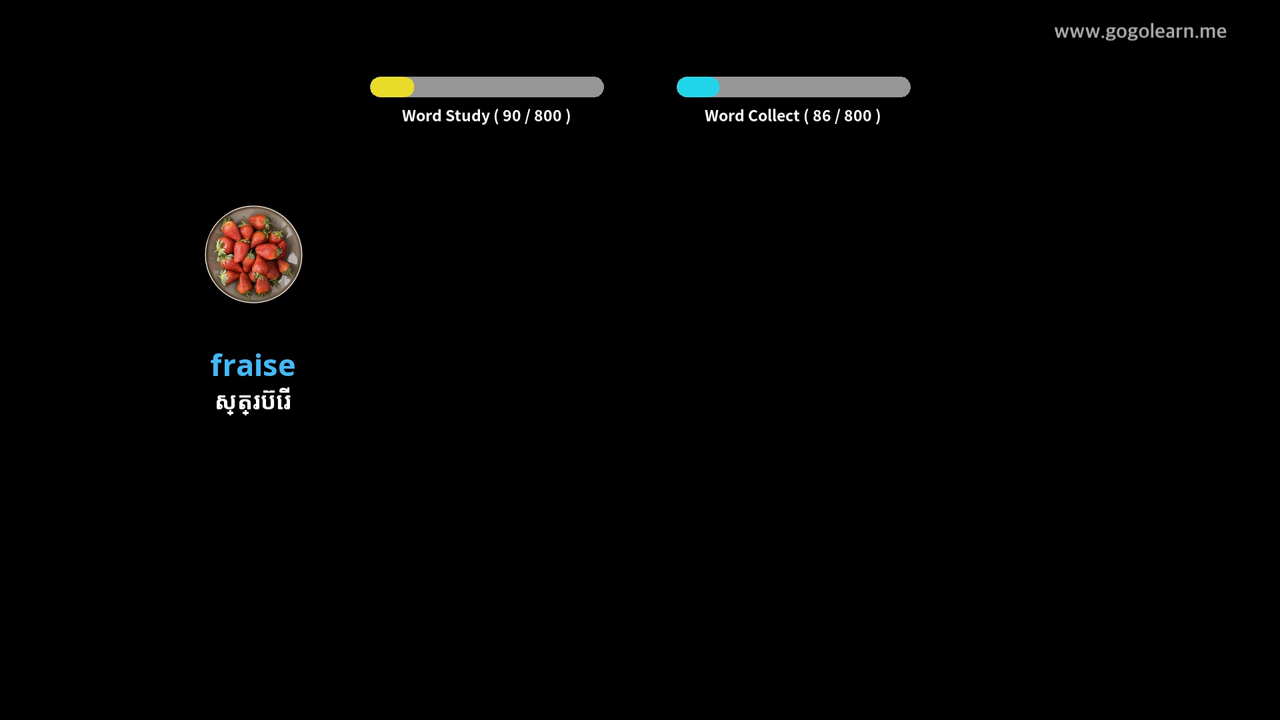 www.gogolearn.me
Word Study ( 90 / 800 )
Word Collect ( 86 / 800 )
fraise
ស្ត្របឺរី